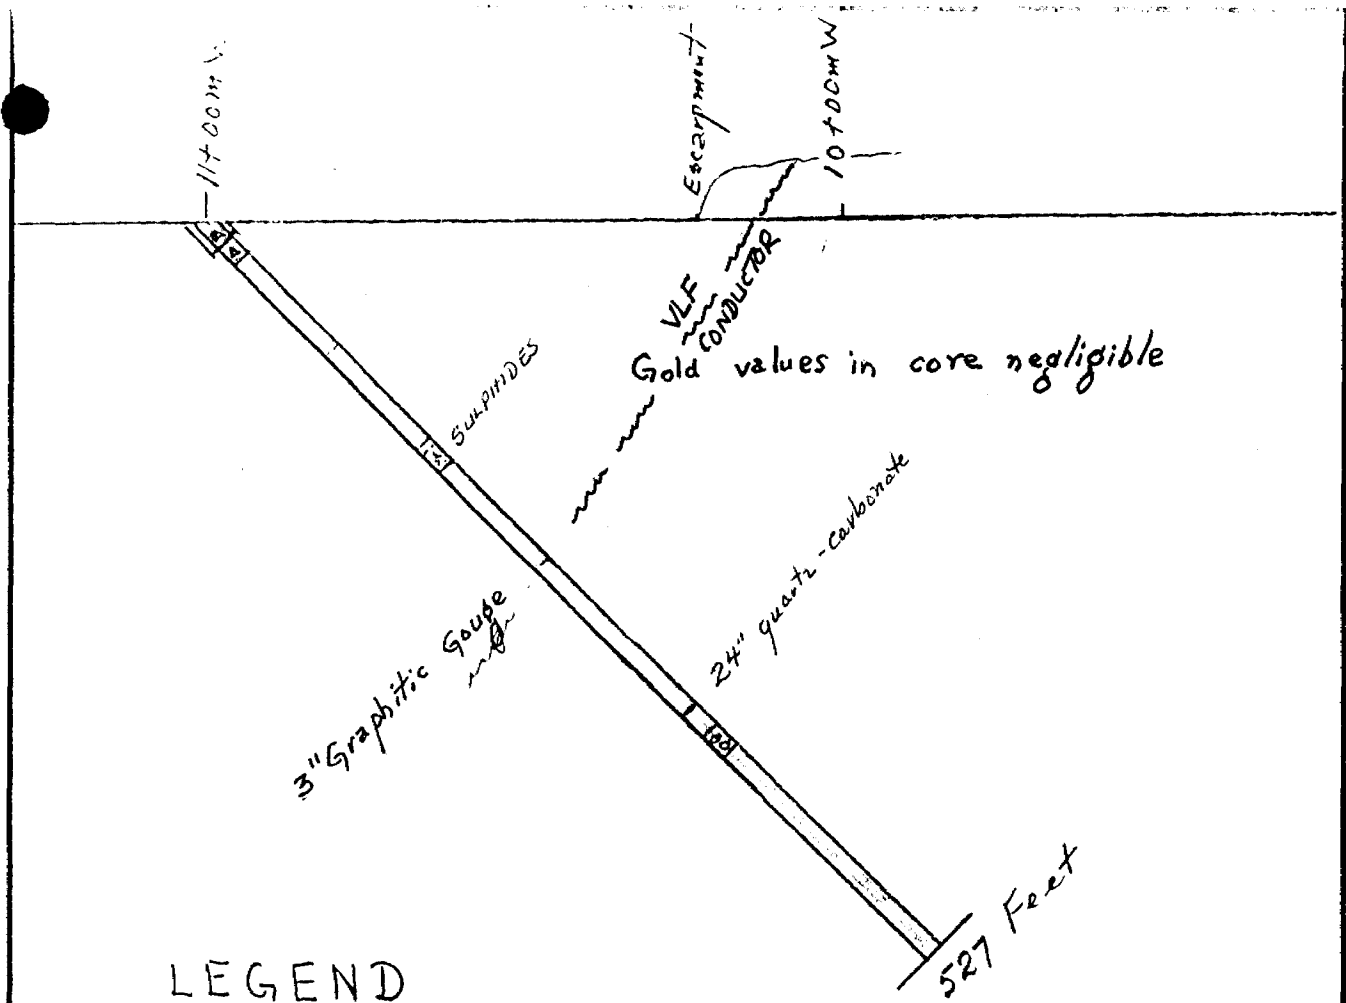 11+00m W
Escarpment
10+00mW
A
A
VLF
CONDUCTOR
Gold values in core negligible
SULPHIDES
24" quartz-carbonate
3" Graphitic Gouge
527 Feet
LEGEND